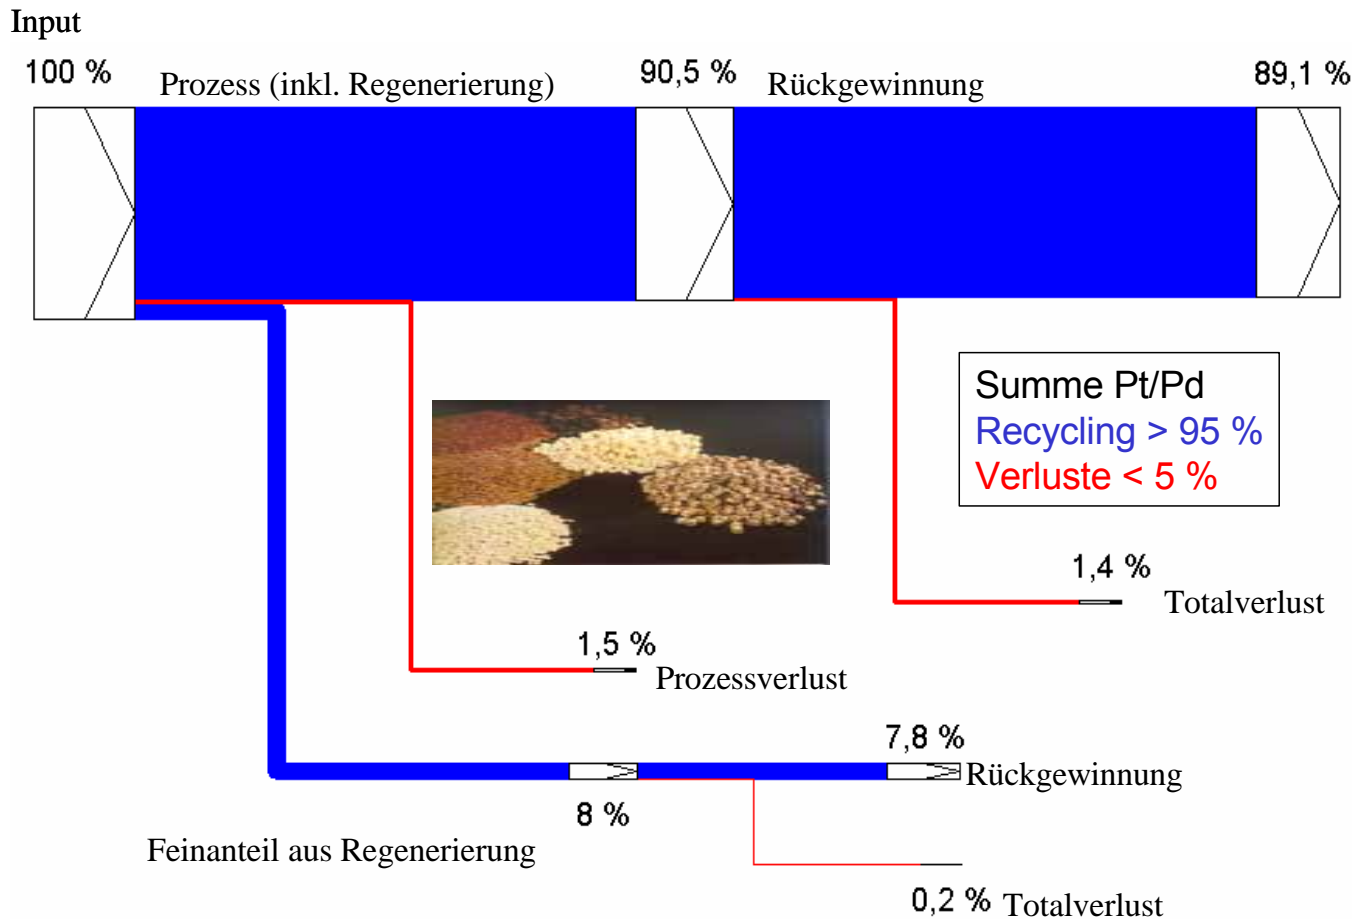 Input
100 %
Prozess (inkl. Regenerierung)
90,5 %
Rückgewinnung
89,1 %
Summe Pt/Pd
Recycling > 95 %
Verluste < 5 %
1,4 %
Totalverlust
1,5 %
Prozessverlust
7,8 %
Rückgewinnung
8 %
Feinanteil aus Regenerierung
0,2 %
Totalverlust